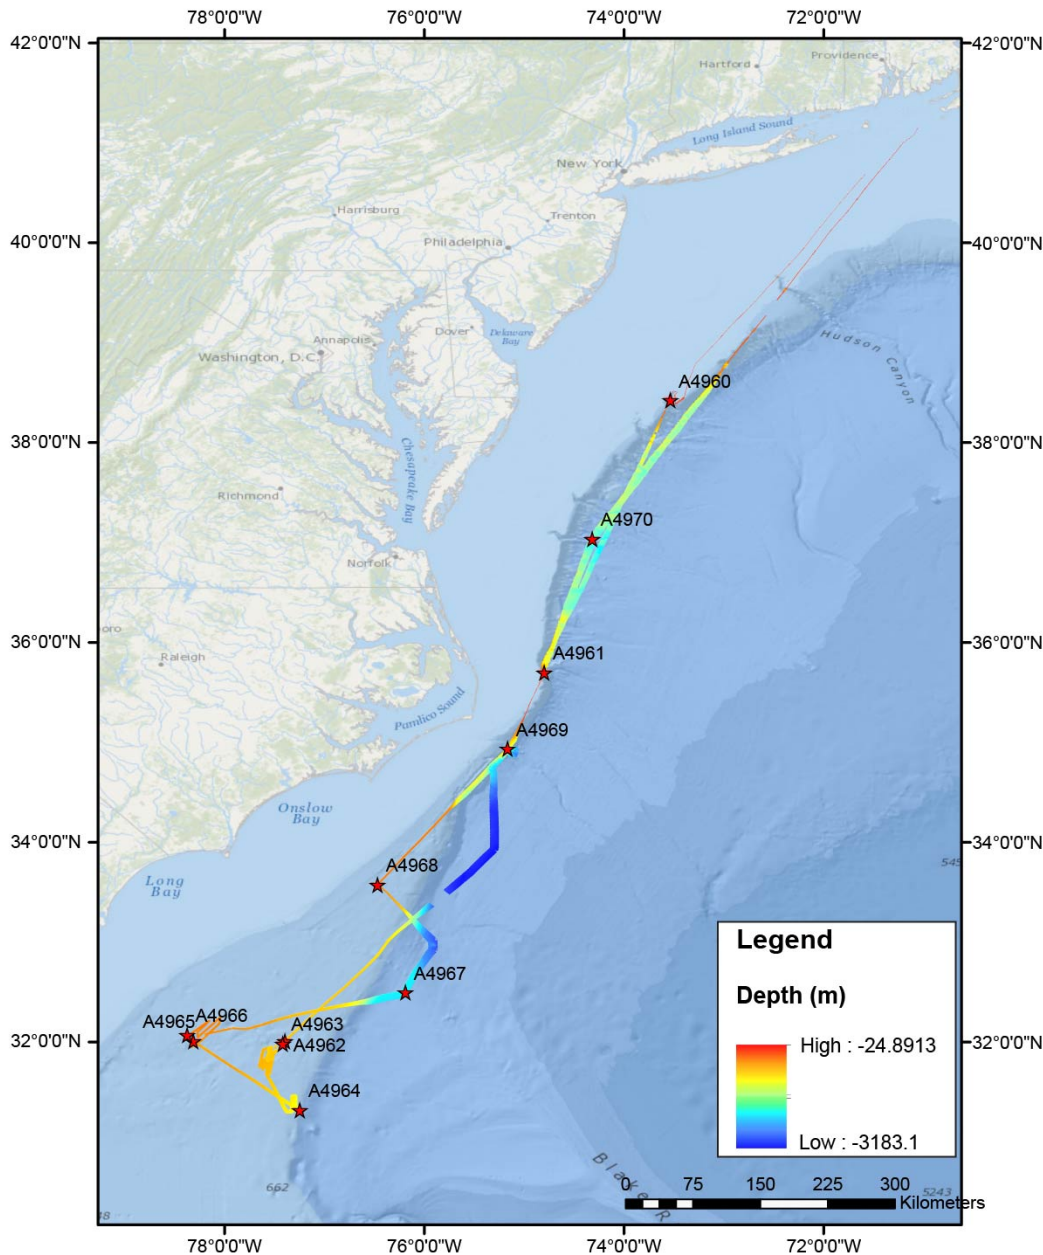 78°0'0"W
76°0'0"W
74°0'0"W
72°0'0"W
42°0'0"N
42°0'0"N
Providence
Hartford
Long Island Sound
New York
Harrisburg
Trenton
40°0'0"N
40°0'0"N
Philadelphia
Dover
Delaware
Bay
Annapolis
Washington, D.C.
Hudson Canyon
A4960
38°0'0"N
38°0'0"N
Chesapeake Bay
Richmond
A4970
Norfolk
36°0'0"N
36°0'0"N
oro
Raleigh
A4961
Pamlico Sound
A4969
Onslow
Bay
34°0'0"N
34°0'0"N
545
A4968
Long
Bay
Legend
A4967
Depth (m)
A4965
A4966
A4963
32°0'0"N
32°0'0"N
A4962
High : -24.8913
A4964
Low : -3183.1
Blake R
662
5243
48
0
75
150
225
300
Kilometers
78°0'0"W
76°0'0"W
74°0'0"W
72°0'0"W